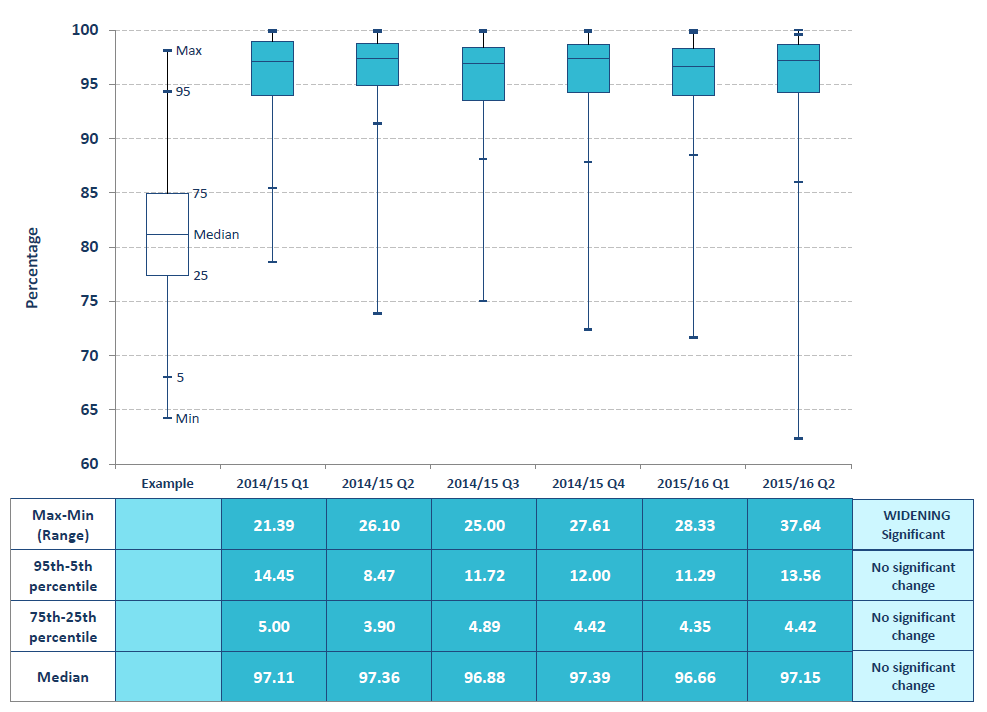 100
95
90
85
80
75
70
65
60
Percentage
Max
95
75
Median
25
5
Min
Example 2014/15 Q1 2014/15 Q2 2014/15 Q3 2014/15 Q4 2015/16 Q1 2015/16 Q2
Max-Min
(Range)
21.39 26.10 25.00 27.61 28.33 37.64
WIDENING
Significant
95th-5th
percentile
14.45 8.47 11.72 12.00 11.29 13.56
No significant
change
75th-25th
percentile
5.00 3.90 4.89 4.42 4.35 4.42
No significant
change
Median
97.11 97.36 96.88 97.39 96.66 97.15
No significant
change